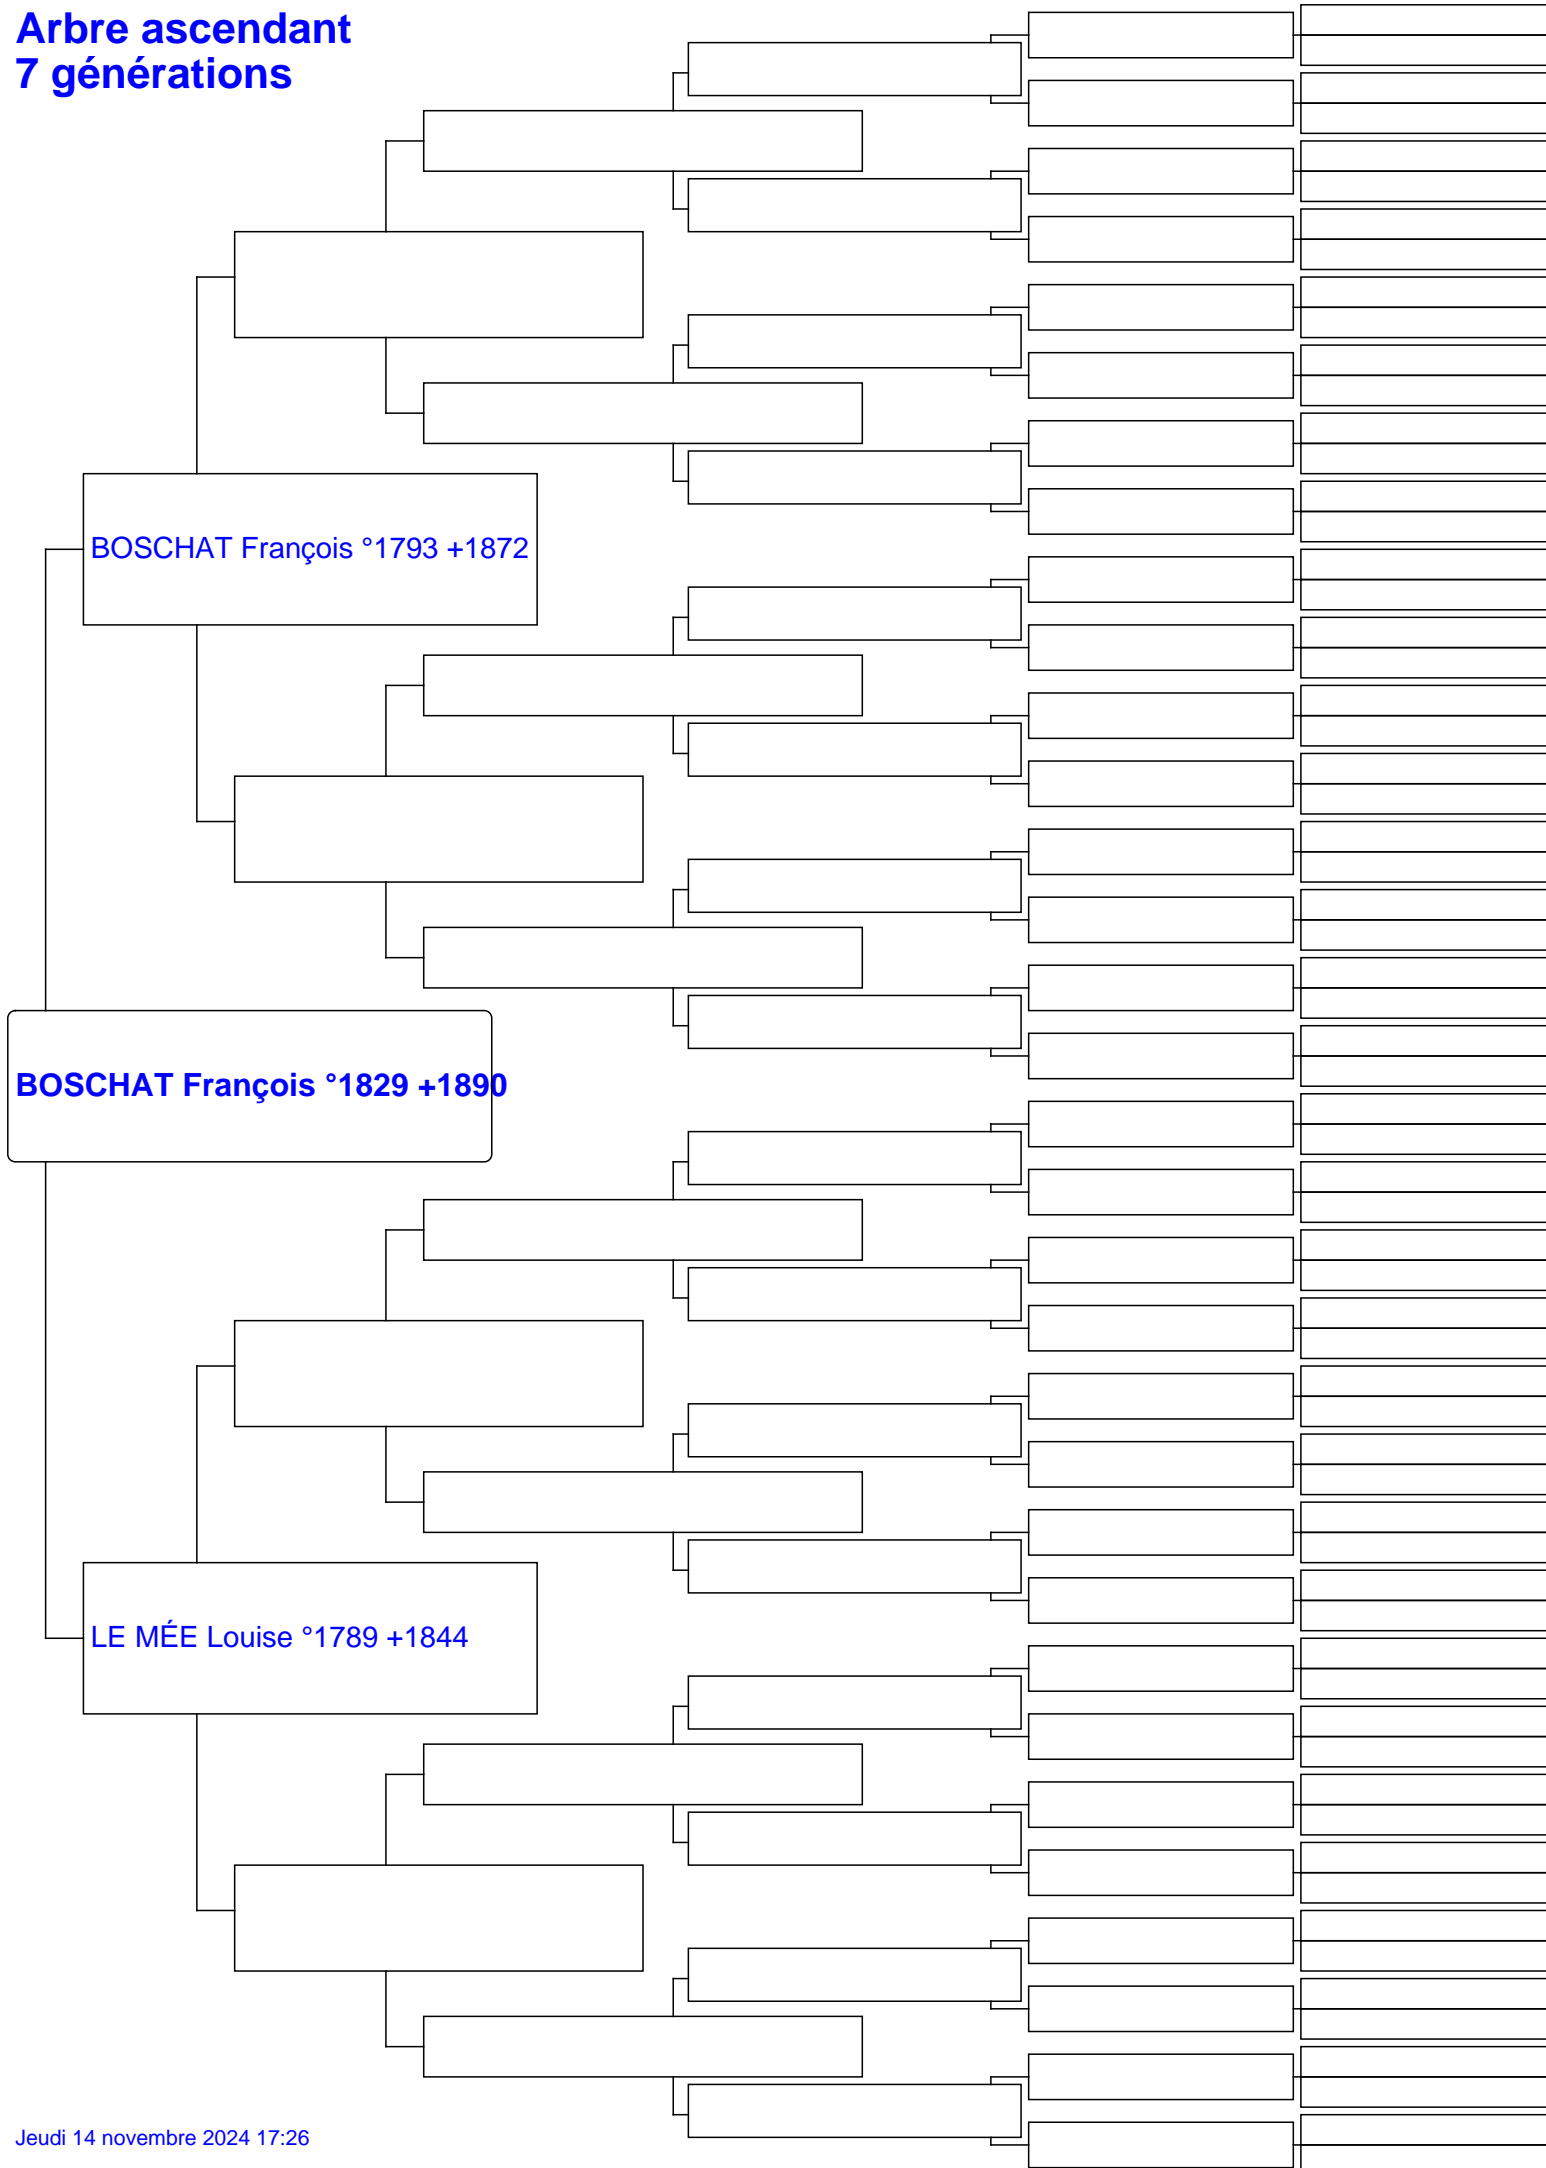 Arbre ascendant
7 générations
BOSCHAT François °1793 +1872
BOSCHAT François °1829 +1890
LE MÉE Louise °1789 +1844
Jeudi 14 novembre 2024 17:26